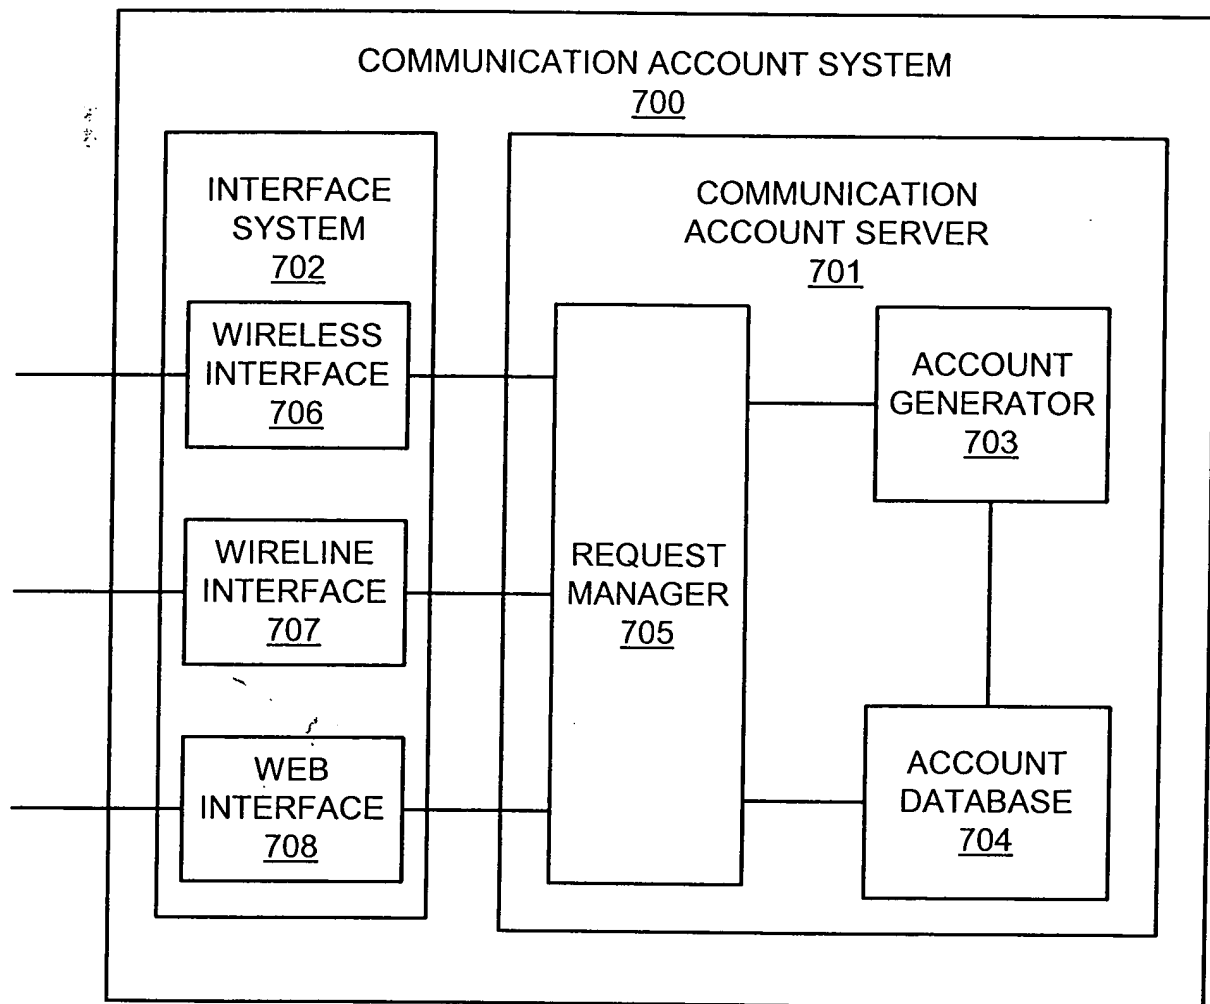 COMMUNICATION ACCOUNT SYSTEM
700
INTERFACE
SYSTEM
702
WIRELESS
INTERFACE
706
WIRELINE
INTERFACE
707
WEB
INTERFACE
708
COMMUNICATION
ACCOUNT SERVER
701
REQUEST
MANAGER
705
ACCOUNT
GENERATOR
703
ACCOUNT
DATABASE
704